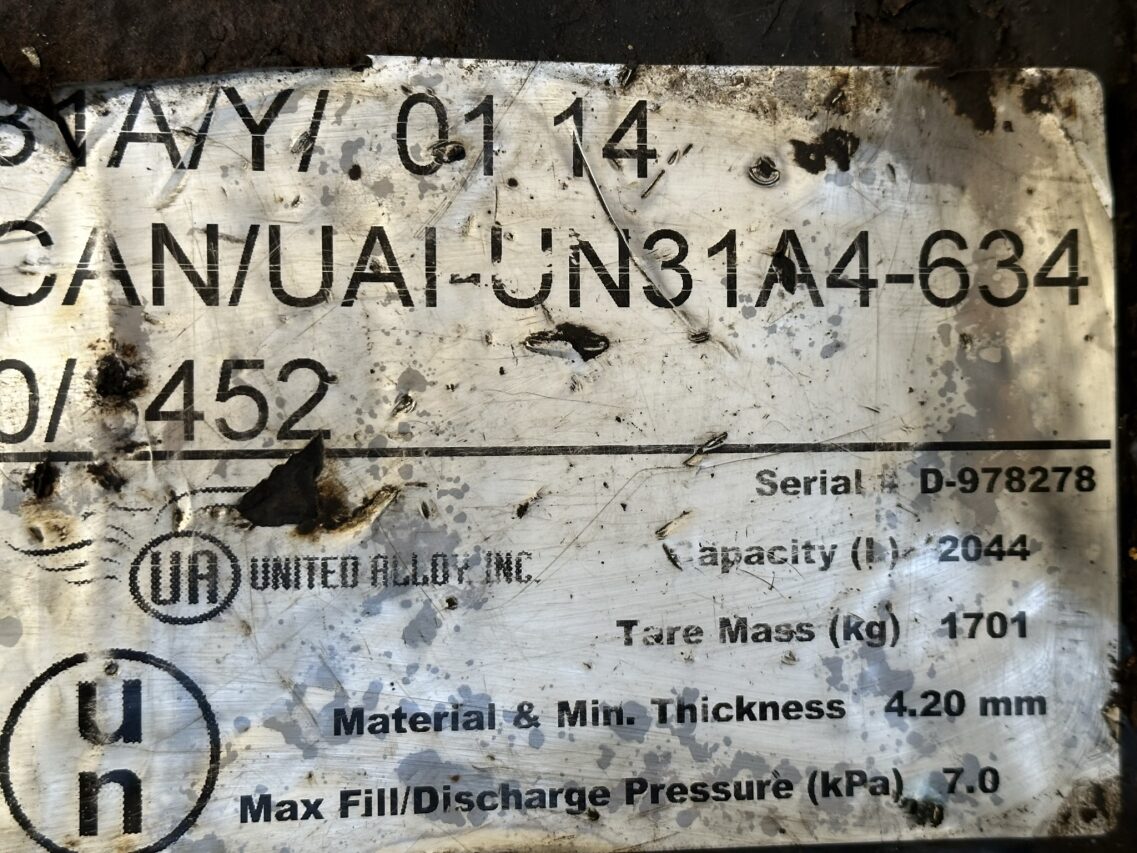 31A/Y/ 01 14
CAN/UAI-UN31A4-634
0/ 452
Serial # D-978278
UA UNITED ALLOY INC.
Capacity (L) 2044
Tare Mass (kg) 1701
un
Material & Min. Thickness 4.20 mm
Max Fill/Discharge Pressure (kPa) 7.0